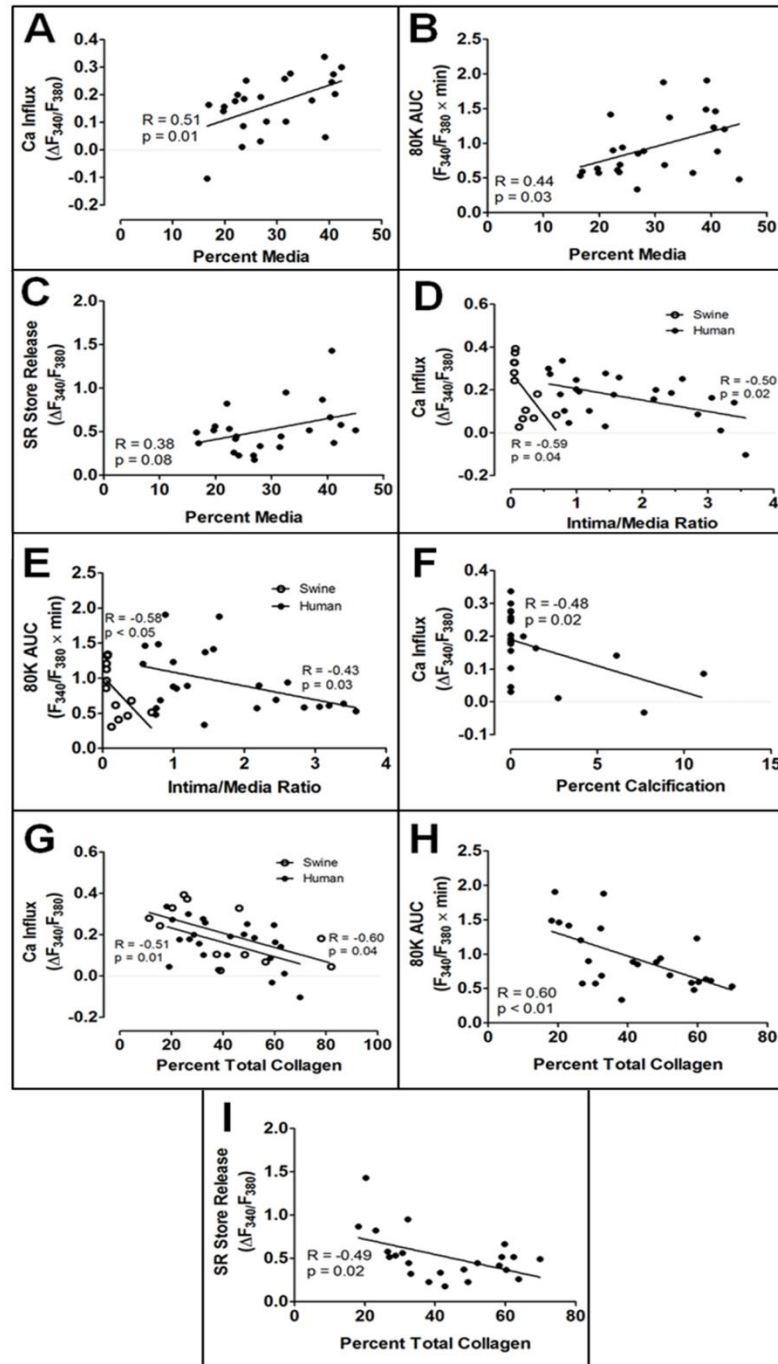 A
Ca Influx
(ΔF340/F380)
0.4
0.3
0.2
0.1
0.0
-0.1
-0.2
R = 0.51
p = 0.01
0 10 20 30 40 50
Percent Media
B
80K AUC
(F340/F380 × min)
2.5
2.0
1.5
1.0
0.5
0.0
R = 0.44
p = 0.03
0 10 20 30 40 50
Percent Media
C
SR Store Release
(ΔF340/F380)
2.0
1.5
1.0
0.5
0.0
R = 0.38
p = 0.08
0 10 20 30 40 50
Percent Media
D
Ca Influx
(ΔF340/F380)
0.6
0.4
0.2
0.0
-0.2
Swine
Human
R = -0.50
p = 0.02
R = -0.59
p = 0.04
0 1 2 3 4
Intima/Media Ratio
E
80K AUC
(F340/F380 × min)
2.5
2.0
1.5
1.0
0.5
0.0
Swine
Human
R = -0.58
p < 0.05
R = -0.43
p = 0.03
0 1 2 3 4
Intima/Media Ratio
F
Ca Influx
(ΔF340/F380)
0.4
0.3
0.2
0.1
0.0
-0.1
R = -0.48
p = 0.02
0 5 10 15
Percent Calcification
G
Ca Influx
(ΔF340/F380)
0.6
0.4
0.2
0.0
-0.2
Swine
Human
R = -0.51
p = 0.01
R = -0.60
p = 0.04
0 20 40 60 80 100
Percent Total Collagen
H
80K AUC
(F340/F380 × min)
2.5
2.0
1.5
1.0
0.5
0.0
R = 0.60
p < 0.01
0 20 40 60 80
Percent Total Collagen
I
SR Store Release
(ΔF340/F380)
2.0
1.5
1.0
0.5
0.0
R = -0.49
p = 0.02
0 20 40 60 80
Percent Total Collagen